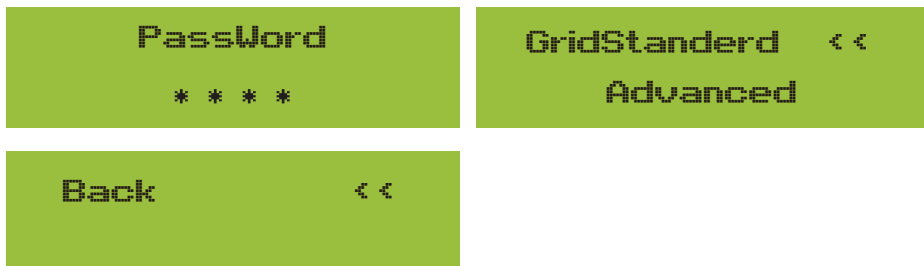 PassWord
* * * *
GridStanderd <<
Advanced
Back <<